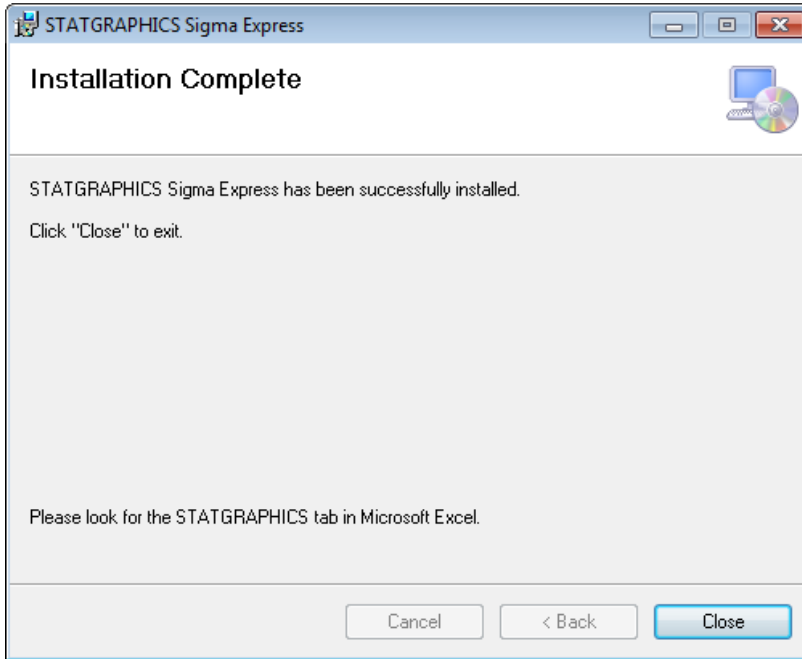 STATGRAPHICS Sigma Express
Installation Complete
STATGRAPHICS Sigma Express has been successfully installed.
Click "Close" to exit.
Please look for the STATGRAPHICS tab in Microsoft Excel.
Cancel
< Back
Close